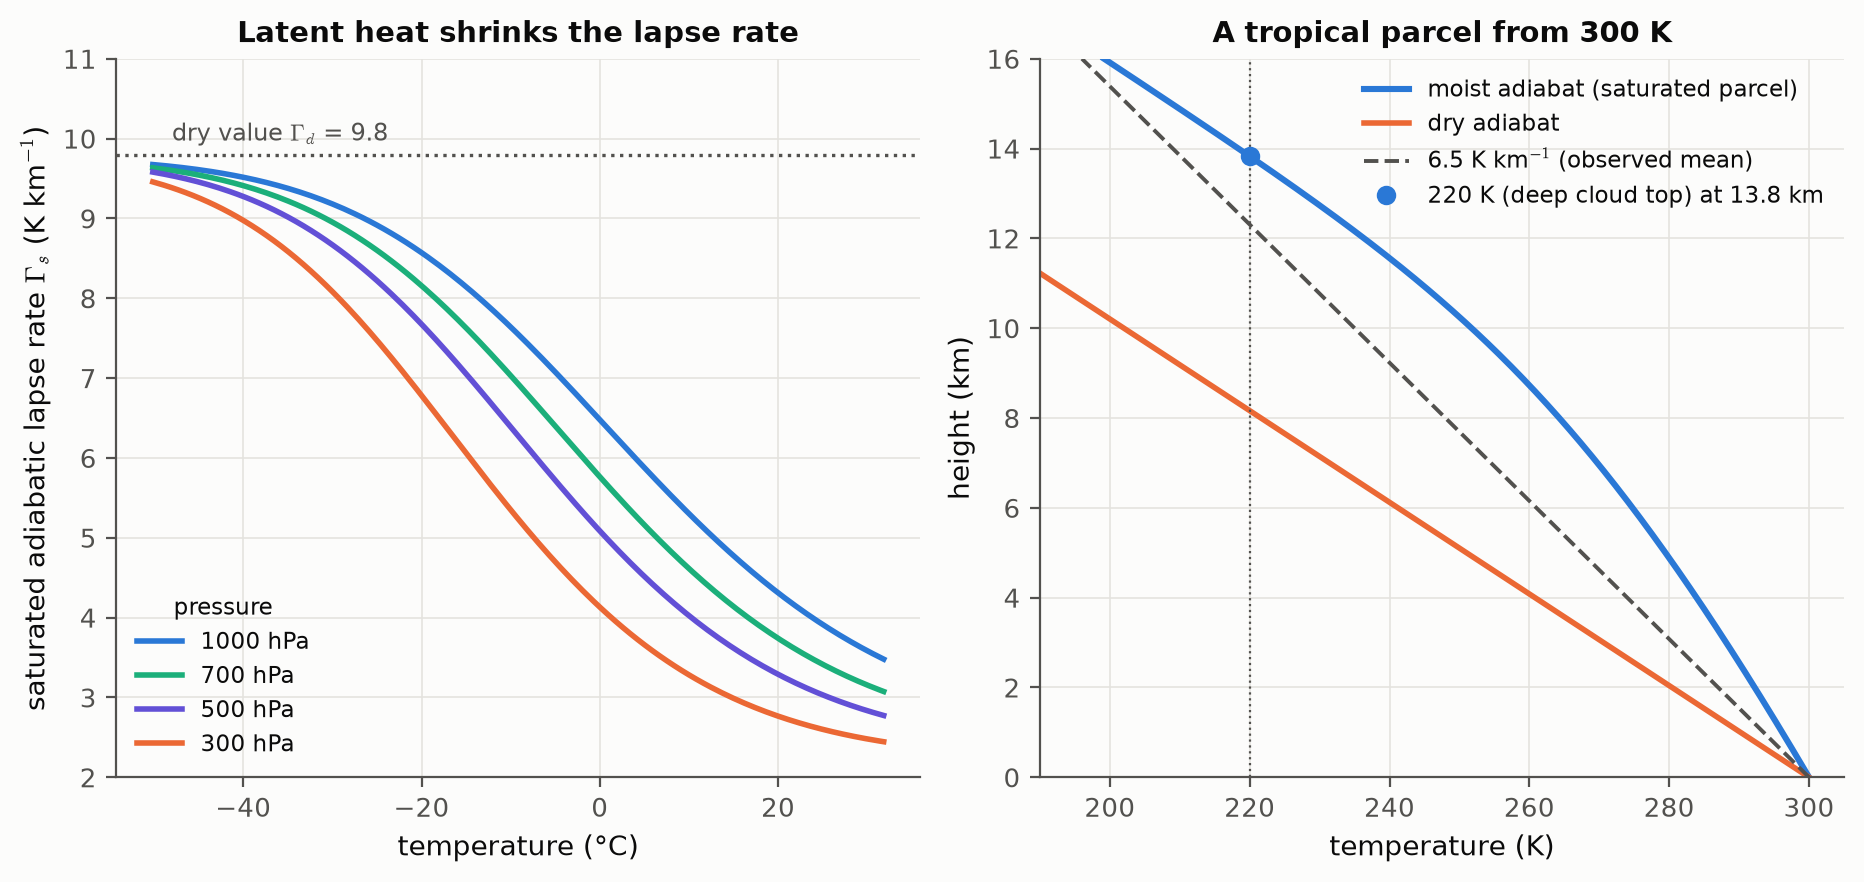 Latent heat shrinks the lapse rate
saturated adiabatic lapse rate Γs (K km−1)
11
10
9
8
7
6
5
4
3
2
dry value Γd = 9.8
pressure
1000 hPa
700 hPa
500 hPa
300 hPa
−40
−20
0
20
temperature (°C)
A tropical parcel from 300 K
height (km)
16
14
12
10
8
6
4
2
0
moist adiabat (saturated parcel)
dry adiabat
6.5 K km−1 (observed mean)
220 K (deep cloud top) at 13.8 km
200
220
240
260
280
300
temperature (K)